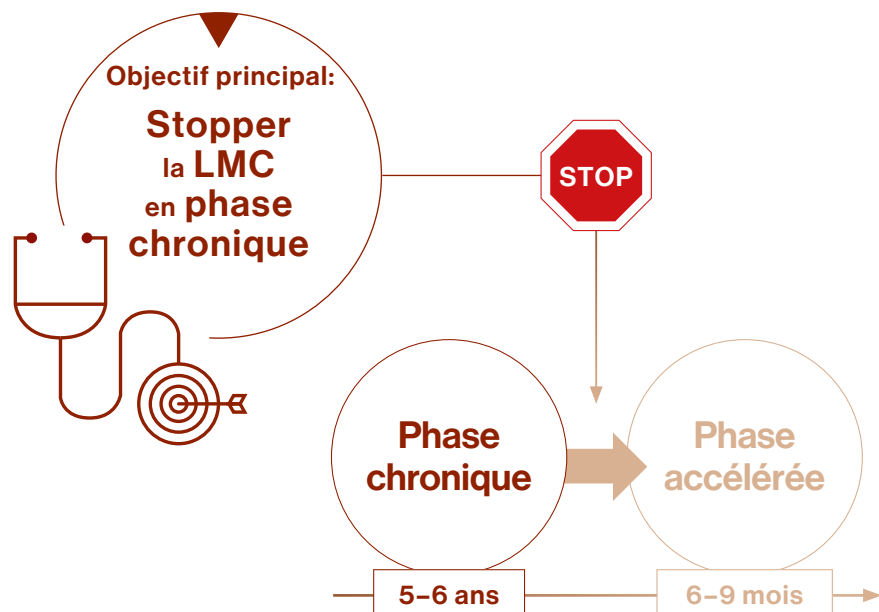 Objectif principal:
Stopper
la LMC
en phase
chronique
STOP
Phase
chronique
Phase
accélérée
5–6 ans
6–9 mois